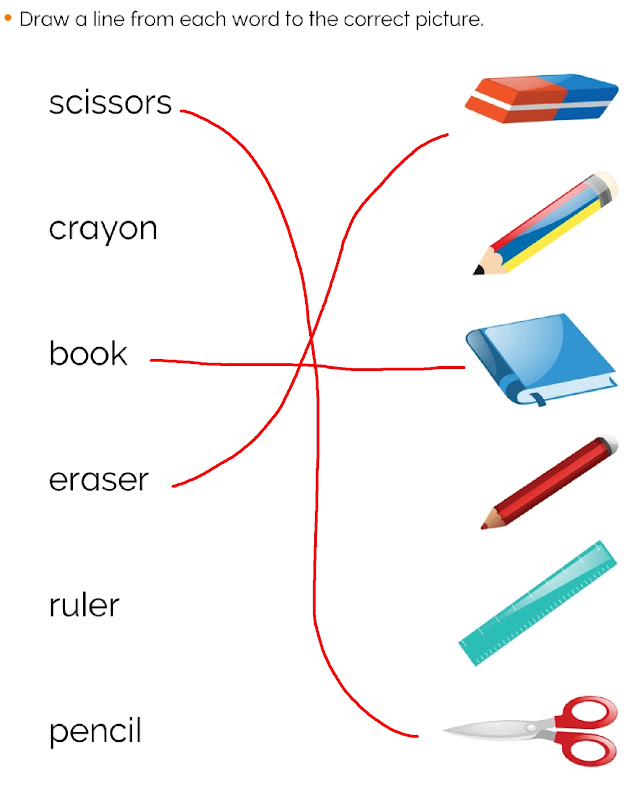 • Draw a line from each word to the correct picture.
scissors
crayon
book
eraser
ruler
pencil